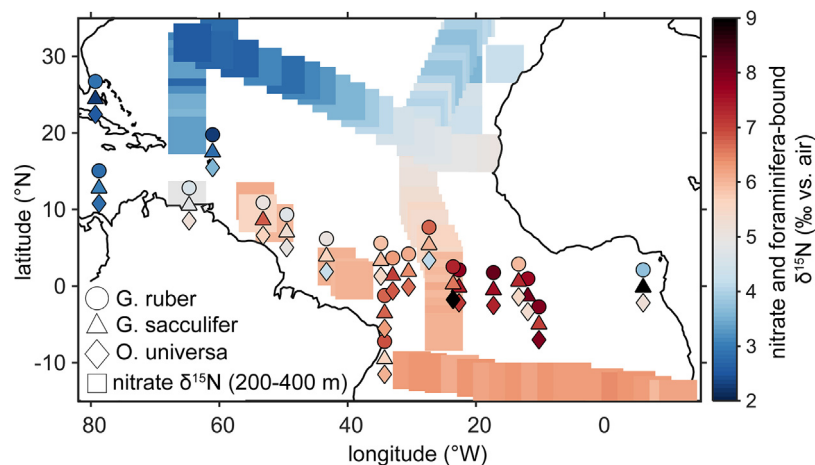 30
20
10
0
-10
latitude (°N)
G. ruber
G. sacculifer
O. universa
nitrate δ¹⁵N (200-400 m)
80
60
40
20
0
longitude (°W)
9
8
7
6
5
4
3
2
nitrate and foraminifera-bound
δ¹⁵N (‰ vs. air)